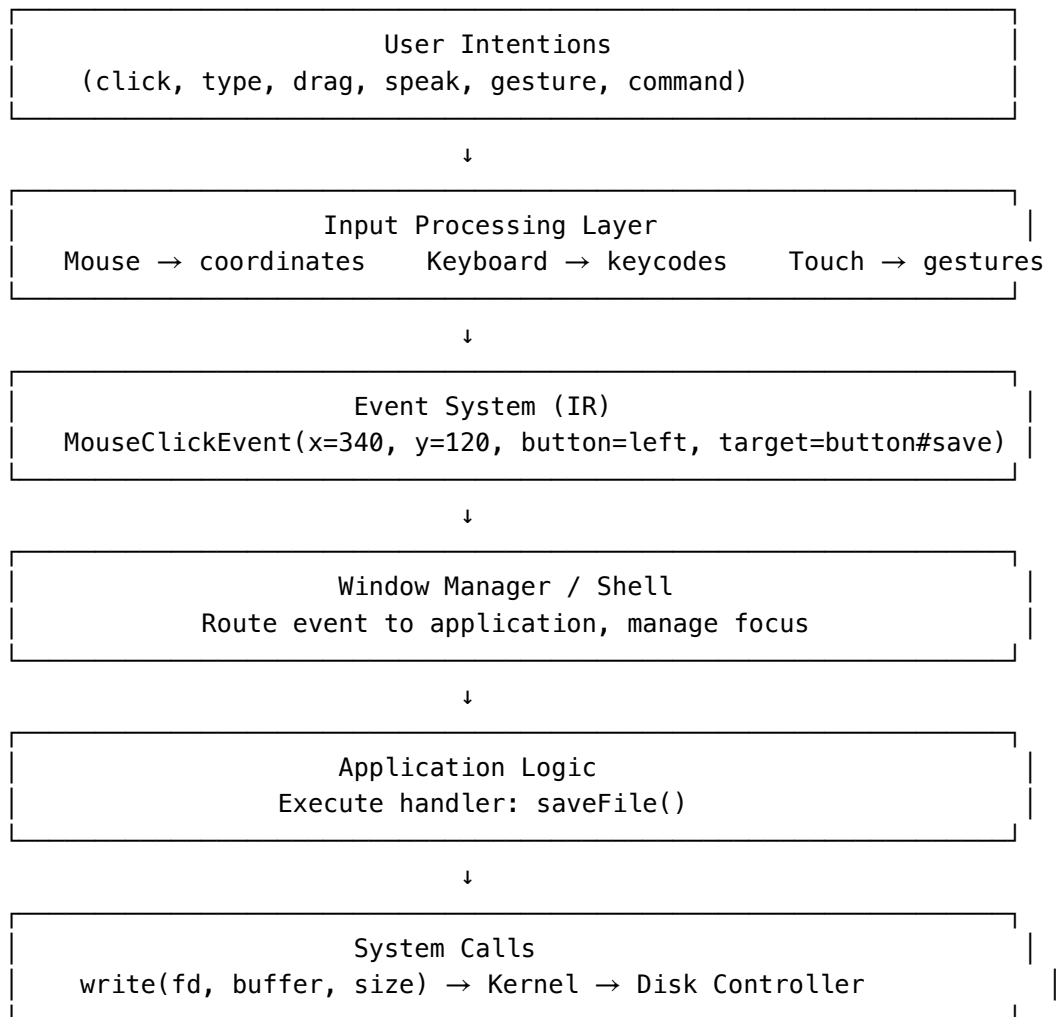 User Intentions
(click, type, drag, speak, gesture, command)
↓
Input Processing Layer
Mouse → coordinates    Keyboard → keycodes    Touch → gestures
↓
Event System (IR)
MouseClickEvent(x=340, y=120, button=left, target=button#save)
↓
Window Manager / Shell
Route event to application, manage focus
↓
Application Logic
Execute handler: saveFile()
↓
System Calls
write(fd, buffer, size) → Kernel → Disk Controller